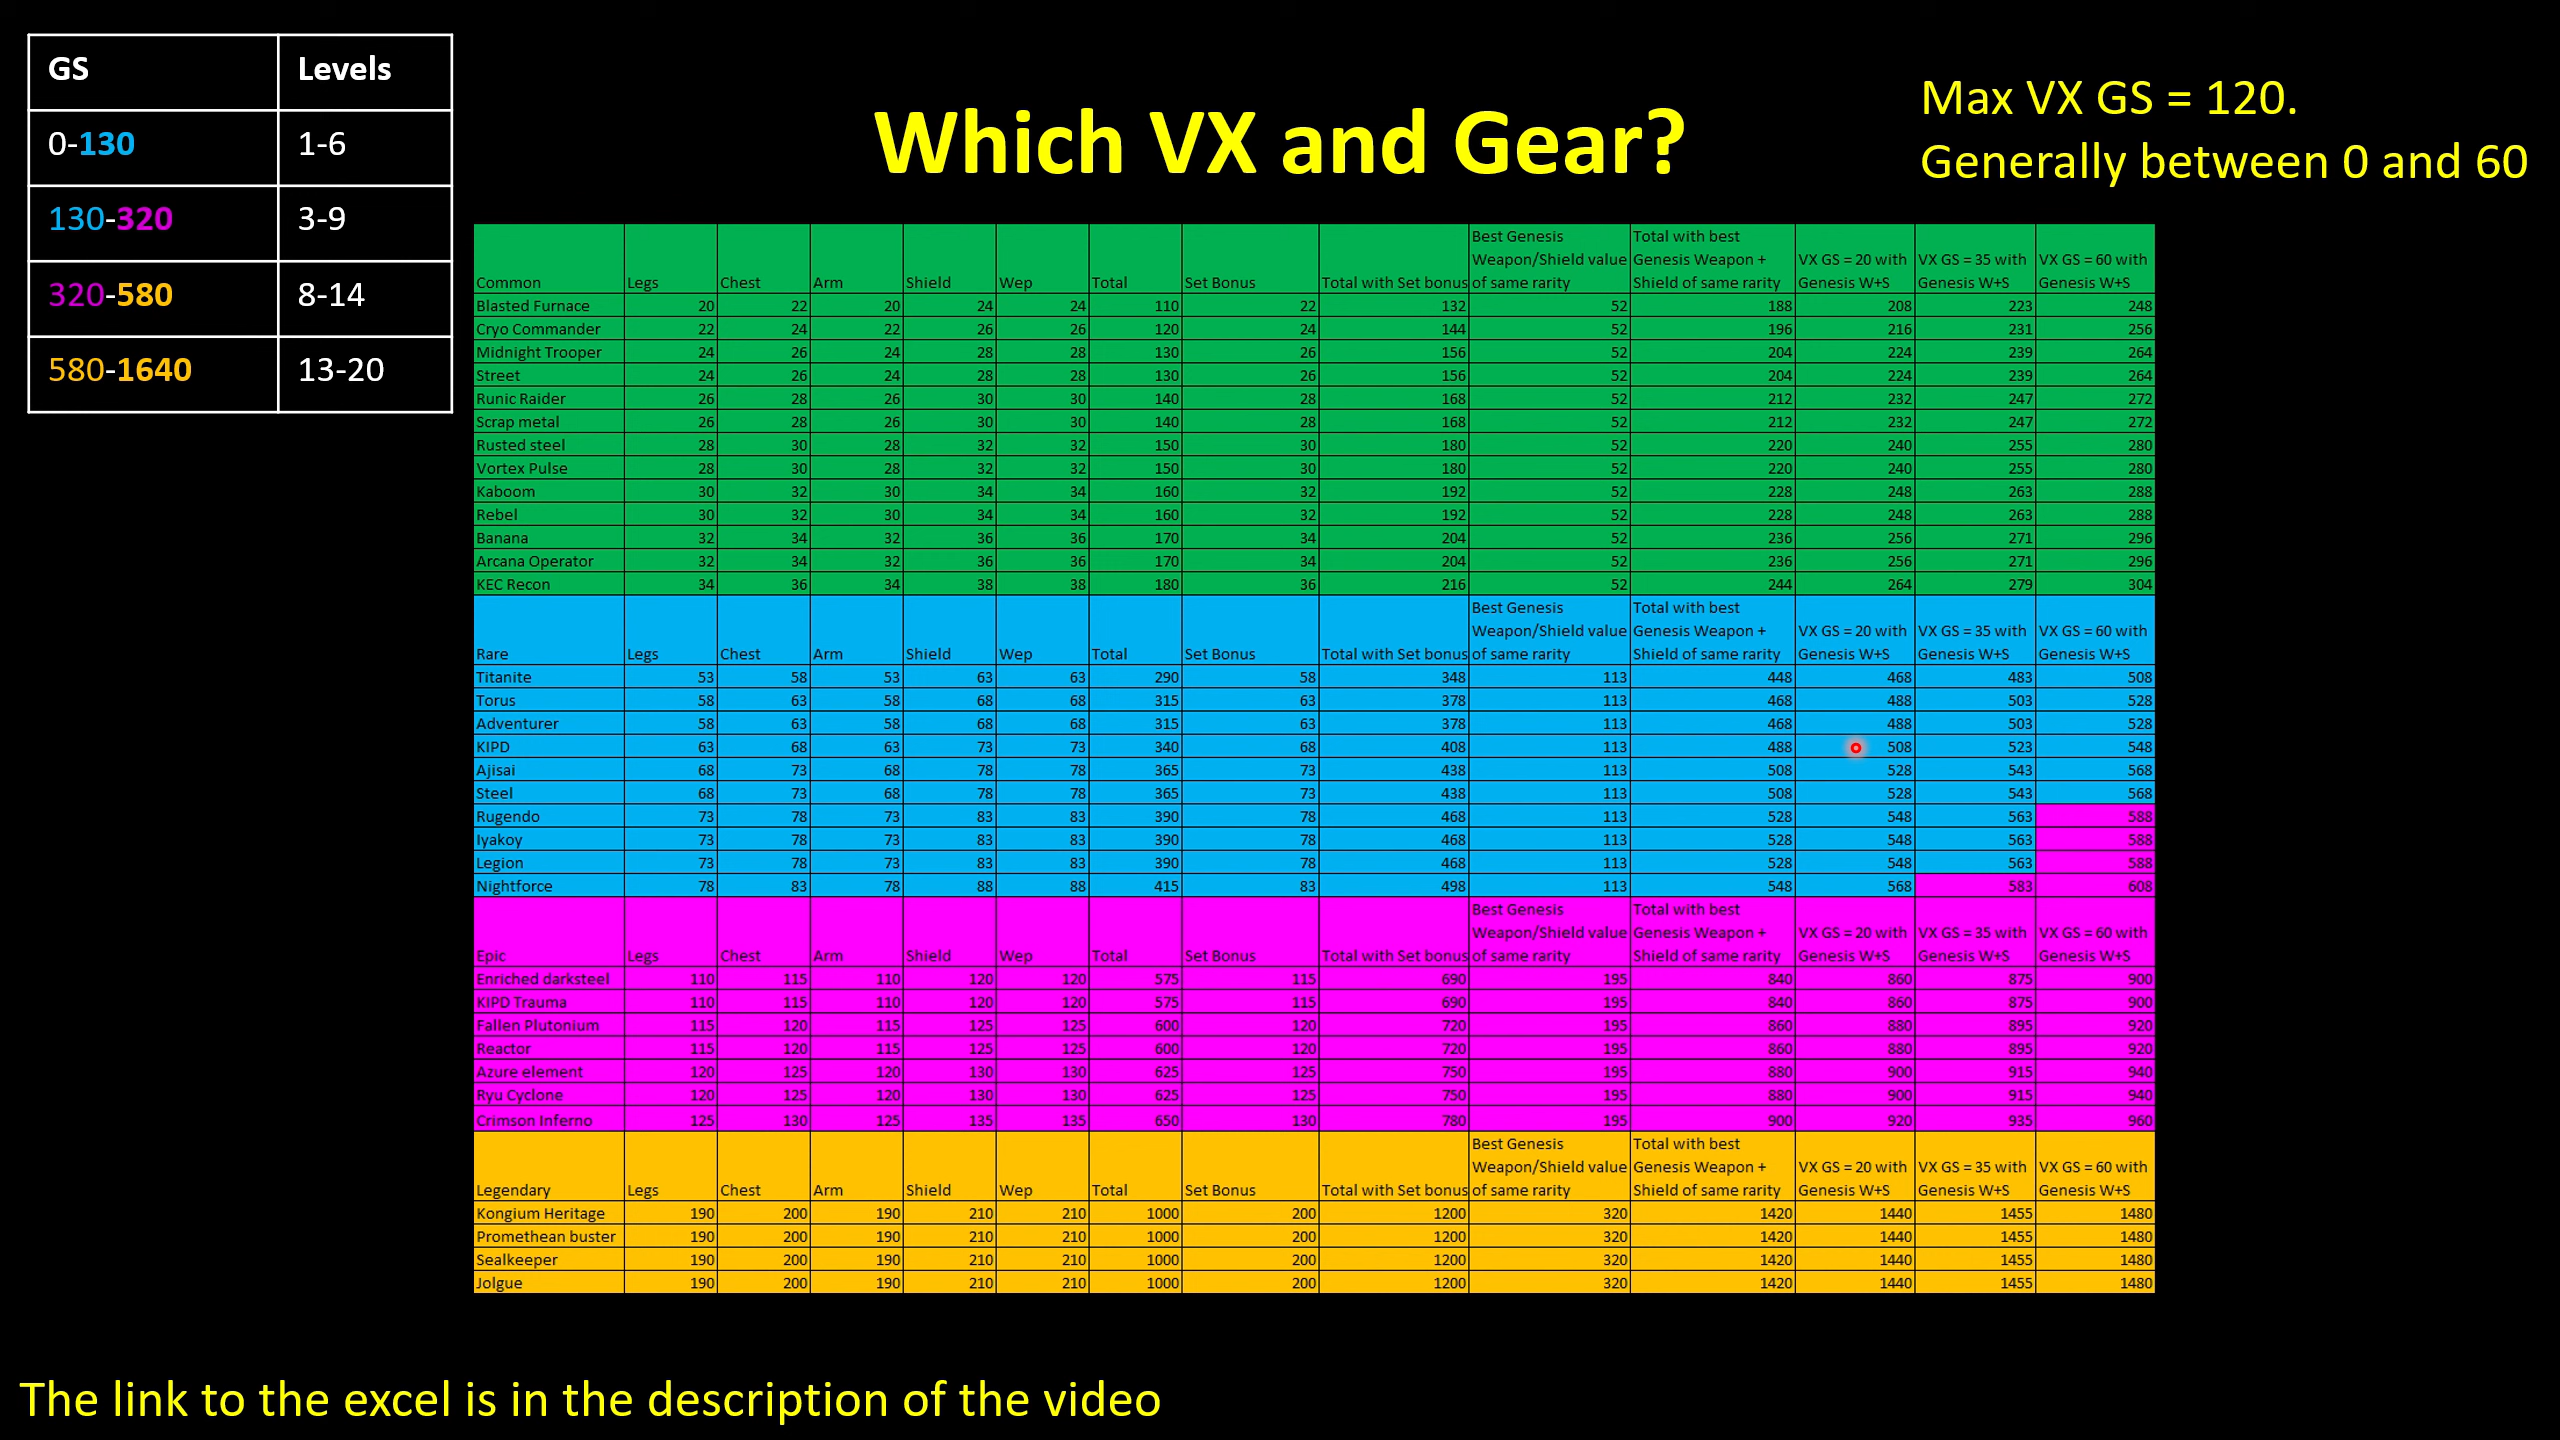 GS Levels
0-130 1-6
130-320 3-9
320-580 8-14
580-1640 13-20
Which VX and Gear?
Max VX GS = 120.
Generally between 0 and 60
Common Legs Chest Arm Shield Wep Total Set Bonus Total with Set bonus Best Genesis Weapon/Shield value of same rarity Total with best Genesis Weapon + Shield of same rarity VX GS = 20 with Genesis W+S VX GS = 35 with Genesis W+S VX GS = 60 with Genesis W+S
Blasted Furnace 20 22 20 24 24 110 22 132 52 188 208 223 248
Cryo Commander 22 24 22 26 26 120 24 144 52 196 216 231 256
Midnight Trooper 24 26 24 28 28 130 26 156 52 204 224 239 264
Street 24 26 24 28 28 130 26 156 52 204 224 239 264
Runic Raider 26 28 26 30 30 140 28 168 52 212 232 247 272
Scrap metal 26 28 26 30 30 140 28 168 52 212 232 247 272
Rusted steel 28 30 28 32 32 150 30 180 52 220 240 255 280
Vortex Pulse 28 30 28 32 32 150 30 180 52 220 240 255 280
Kaboom 30 32 30 34 34 160 32 192 52 228 248 263 288
Rebel 30 32 30 34 34 160 32 192 52 228 248 263 288
Banana 32 34 32 36 36 170 34 204 52 236 256 271 296
Arcana Operator 32 34 32 36 36 170 34 204 52 236 256 271 296
KEC Recon 34 36 34 38 38 180 36 216 52 244 264 279 304
Rare Legs Chest Arm Shield Wep Total Set Bonus Total with Set bonus Best Genesis Weapon/Shield value of same rarity Total with best Genesis Weapon + Shield of same rarity VX GS = 20 with Genesis W+S VX GS = 35 with Genesis W+S VX GS = 60 with Genesis W+S
Titanite 53 58 53 63 63 290 58 348 113 448 468 483 508
Torus 58 63 58 68 68 315 63 378 113 468 488 503 528
Adventurer 58 63 58 68 68 315 63 378 113 468 488 503 528
KIPD 63 68 63 73 73 340 68 408 113 488 508 523 548
Ajisai 68 73 68 78 78 365 73 438 113 508 528 543 568
Steel 68 73 68 78 78 365 73 438 113 508 528 543 568
Rugendo 73 78 73 83 83 390 78 468 113 528 548 563 588
Iyakoy 73 78 73 83 83 390 78 468 113 528 548 563 588
Legion 73 78 73 83 83 390 78 468 113 528 548 563 588
Nightforce 78 83 78 88 88 415 83 498 113 548 568 583 608
Epic Legs Chest Arm Shield Wep Total Set Bonus Total with Set bonus Best Genesis Weapon/Shield value of same rarity Total with best Genesis Weapon + Shield of same rarity VX GS = 20 with Genesis W+S VX GS = 35 with Genesis W+S VX GS = 60 with Genesis W+S
Enriched darksteel 110 115 110 120 120 575 115 690 195 840 860 875 900
KIPD Trauma 110 115 110 120 120 575 115 690 195 840 860 875 900
Fallen Plutonium 115 120 115 125 125 600 120 720 195 860 880 895 920
Reactor 115 120 115 125 125 600 120 720 195 860 880 895 920
Azure element 120 125 120 130 130 625 125 750 195 880 900 915 940
Ryu Cyclone 120 125 120 130 130 625 125 750 195 880 900 915 940
Crimson Inferno 125 130 125 135 135 650 130 780 195 900 920 935 960
Legendary Legs Chest Arm Shield Wep Total Set Bonus Total with Set bonus Best Genesis Weapon/Shield value of same rarity Total with best Genesis Weapon + Shield of same rarity VX GS = 20 with Genesis W+S VX GS = 35 with Genesis W+S VX GS = 60 with Genesis W+S
Kongium Heritage 190 200 190 210 210 1000 200 1200 320 1420 1440 1455 1480
Promethean buster 190 200 190 210 210 1000 200 1200 320 1420 1440 1455 1480
Sealkeeper 190 200 190 210 210 1000 200 1200 320 1420 1440 1455 1480
Jolgue 190 200 190 210 210 1000 200 1200 320 1420 1440 1455 1480
The link to the excel is in the description of the video